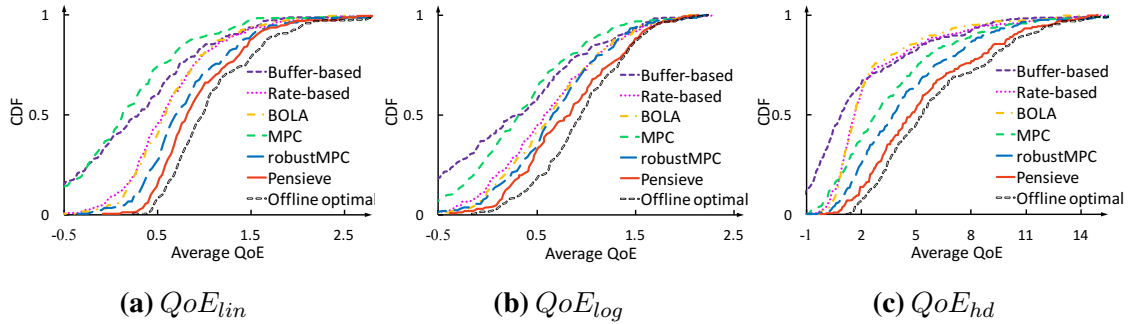 1
0.5
0
CDF
-0.5
0.5
1.5
2.5
Average QoE
Buffer-based
Rate-based
BOLA
MPC
robustMPC
Pensieve
Offline optimal
(a) QoE_lin
1
0.5
0
CDF
-0.5
0.5
1.5
2.5
Average QoE
Buffer-based
Rate-based
BOLA
MPC
robustMPC
Pensieve
Offline optimal
(b) QoE_log
1
0.5
0
CDF
-1
2
5
8
11
14
Average QoE
Buffer-based
Rate-based
BOLA
MPC
robustMPC
Pensieve
Offline optimal
(c) QoE_hd